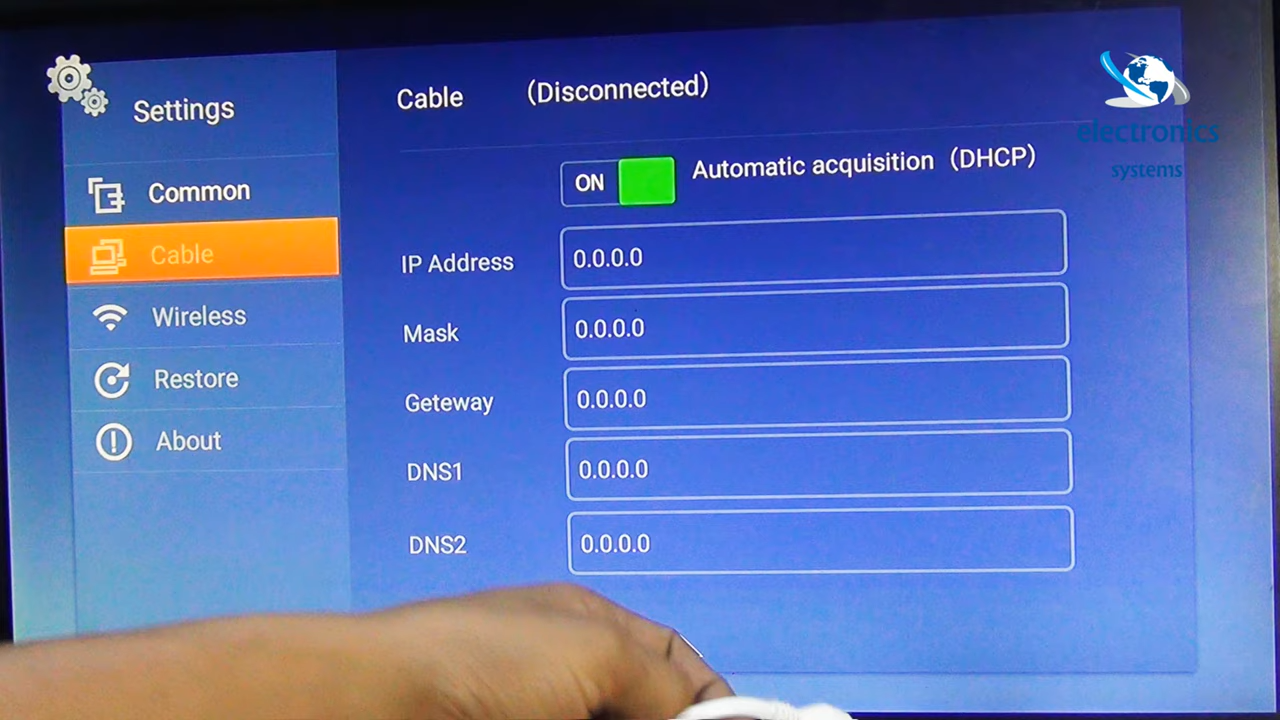 Settings
Common
Cable
Wireless
Restore
About
Cable (Disconnected)
ON Automatic acquisition (DHCP)
IP Address 0.0.0.0
Mask 0.0.0.0
Geteway 0.0.0.0
DNS1 0.0.0.0
DNS2 0.0.0.0
electronics
systems